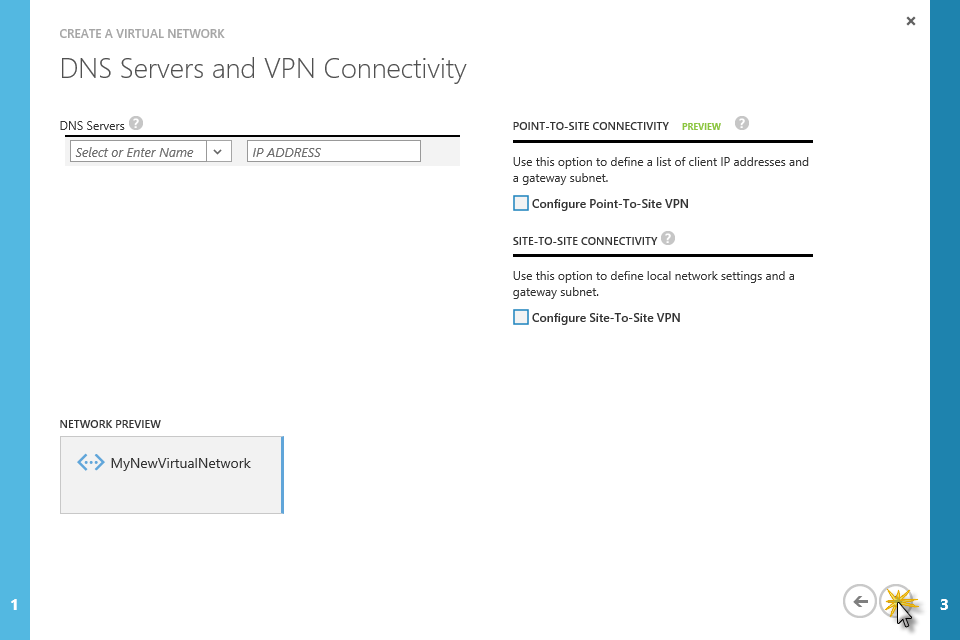 CREATE A VIRTUAL NETWORK
DNS Servers and VPN Connectivity
DNS Servers ?
Select or Enter Name
IP ADDRESS
POINT-TO-SITE CONNECTIVITY PREVIEW ?
Use this option to define a list of client IP addresses and
a gateway subnet.
Configure Point-To-Site VPN
SITE-TO-SITE CONNECTIVITY ?
Use this option to define local network settings and a
gateway subnet.
Configure Site-To-Site VPN
NETWORK PREVIEW
MyNewVirtualNetwork
1
3